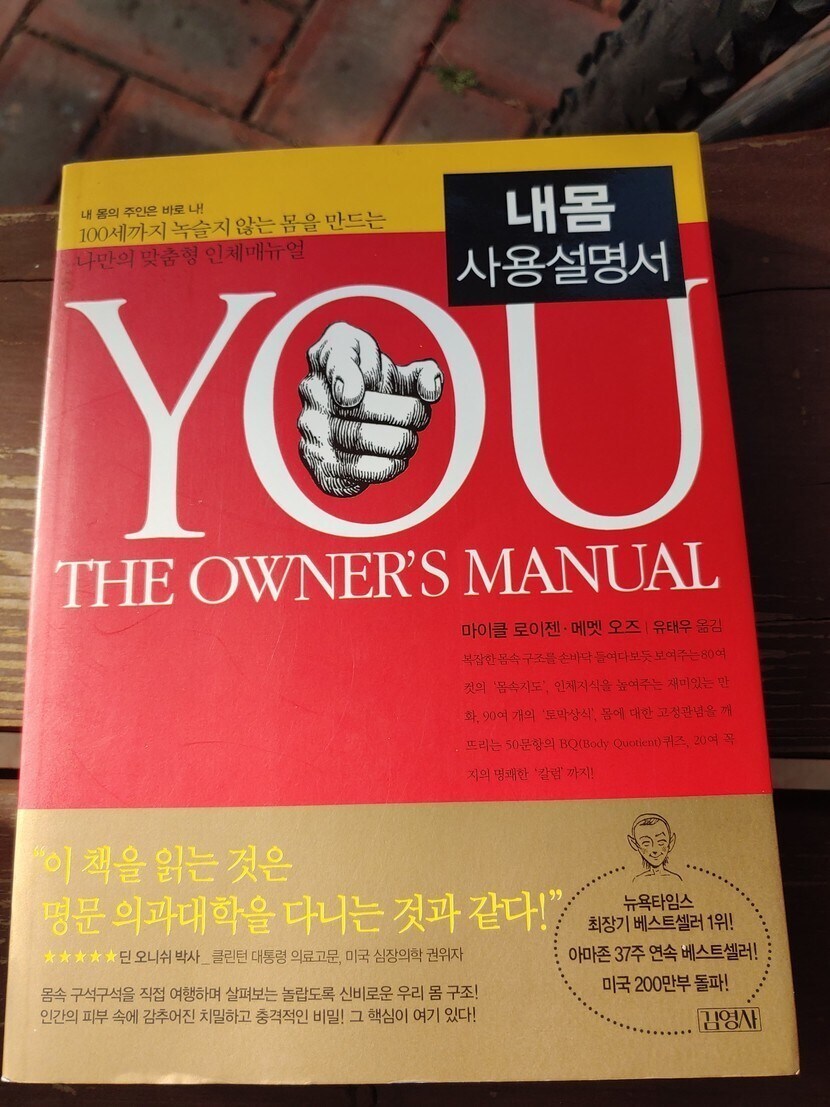 내 몸의 주인은 바로 나!
100세까지 녹슬지 않는 몸을 만드는
나만의 맞춤형 인체매뉴얼
내몸
사용설명서
YOU
THE OWNER'S MANUAL
마이클 로이젠·메멧 오즈 | 유태우 옮김
복잡한 몸속 구조를 손바닥 들여다보듯 보여주는 80여
컷의 '몸속지도', 인체지식을 높여주는 재미있는 만
화, 90여 개의 '토막상식', 몸에 대한 고정관념을 깨
뜨리는 50문항의 BQ(Body Quotient)퀴즈, 20여 꼭
지의 명쾌한 '칼럼'까지!
"이 책을 읽는 것은
명문 의과대학을 다니는 것과 같다!"
★★★★★딘 오니쉬 박사_클린턴 대통령 의료고문, 미국 심장의학 권위자
몸속 구석구석을 직접 여행하며 살펴보는 놀랍도록 신비로운 우리 몸 구조!
인간의 피부 속에 감추어진 치밀하고 충격적인 비밀! 그 핵심이 여기 있다!
뉴욕타임스
최장기 베스트셀러 1위!
아마존 37주 연속 베스트셀러!
미국 200만부 돌파!
김영사